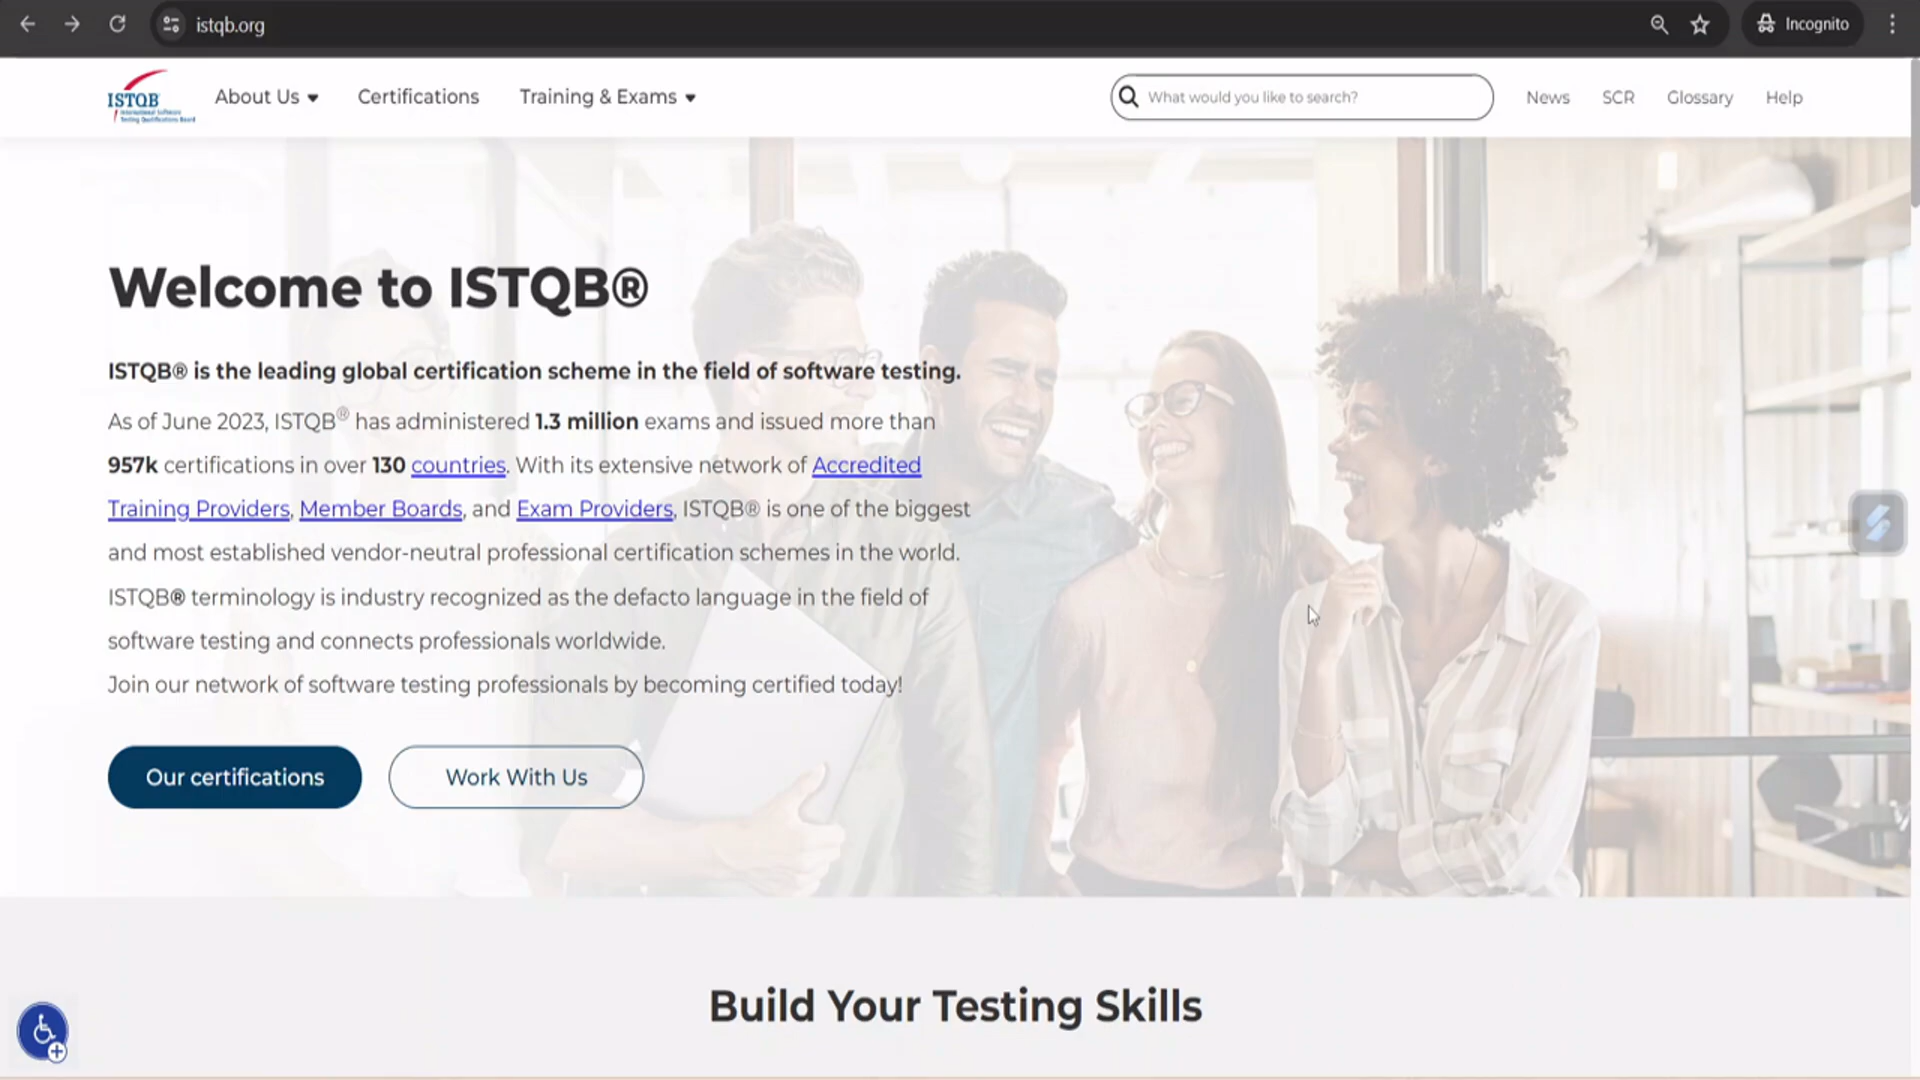 istqb.org
Incognito
ISTQB
International Software
Testing Qualifications Board
About Us
Certifications
Training & Exams
What would you like to search?
News
SCR
Glossary
Help
Welcome to ISTQB®
ISTQB® is the leading global certification scheme in the field of software testing.
As of June 2023, ISTQB® has administered 1.3 million exams and issued more than
957k certifications in over 130 countries. With its extensive network of Accredited
Training Providers, Member Boards, and Exam Providers, ISTQB® is one of the biggest
and most established vendor-neutral professional certification schemes in the world.
ISTQB® terminology is industry recognized as the defacto language in the field of
software testing and connects professionals worldwide.
Join our network of software testing professionals by becoming certified today!
Our certifications
Work With Us
Build Your Testing Skills